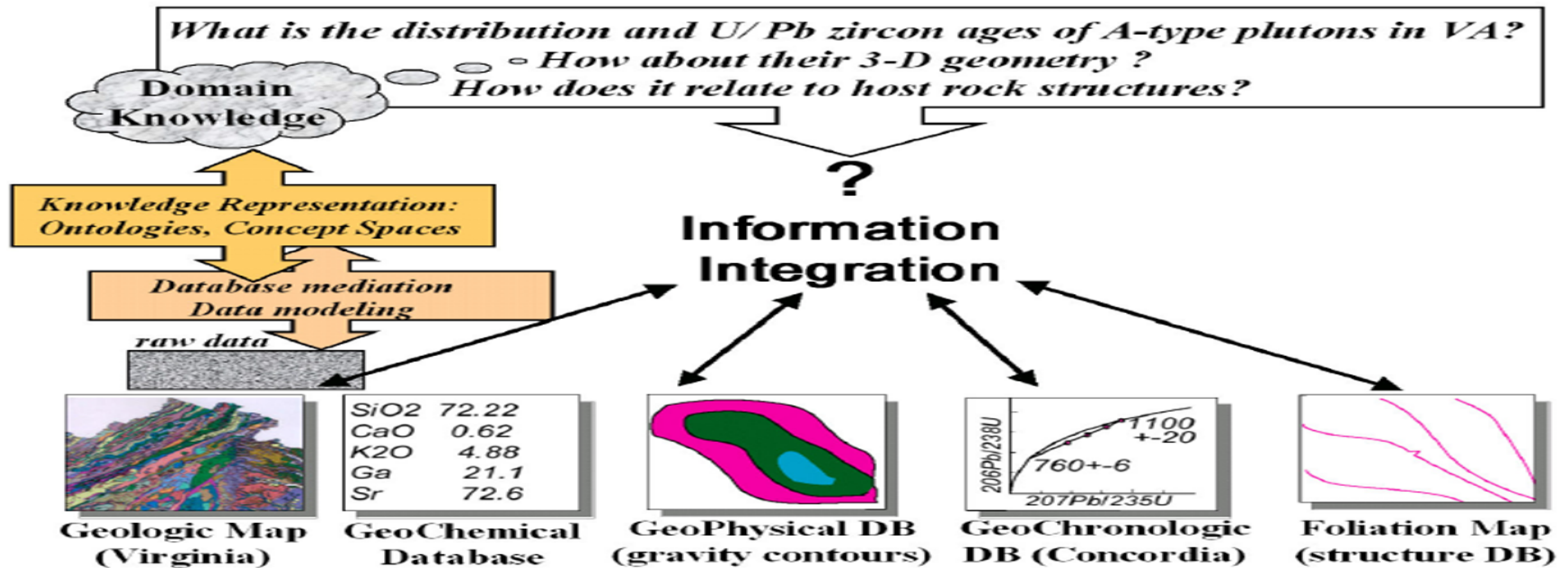 What is the distribution and U/ Pb zircon ages of A-type plutons in VA?
How about their 3-D geometry ?
How does it relate to host rock structures?
Domain
Knowledge
?
Information
Integration
Knowledge Representation:
Ontologies, Concept Spaces
Database mediation
Data modeling
raw data
SiO2 72.22
CaO 0.62
K2O 4.88
Ga 21.1
Sr 72.6
206Pb/238U
1100
+-20
760+-6
207Pb/235U
Geologic Map
(Virginia)
GeoChemical
Database
GeoPhysical DB
(gravity contours)
GeoChronologic
DB (Concordia)
Foliation Map
(structure DB)